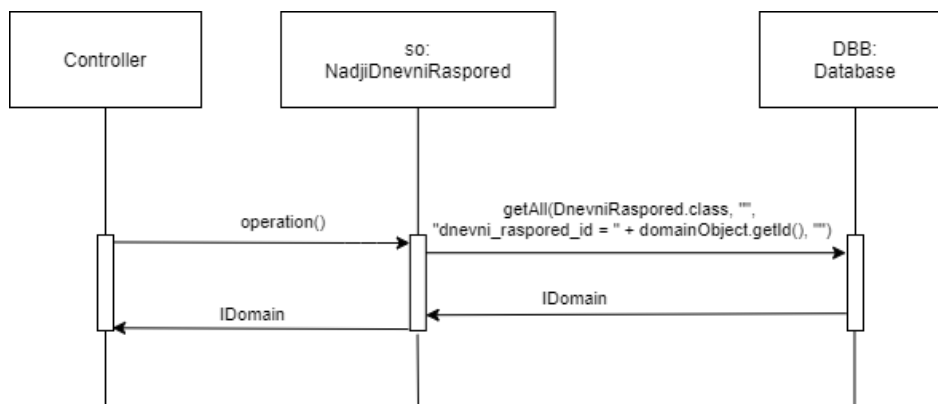 Controller
so:
NadjiDnevniRaspored
DBB:
Database
operation()
getAll(DnevniRaspored.class, "",
"dnevni_raspored_id = " + domainObject.getId(), "")
IDomain
IDomain